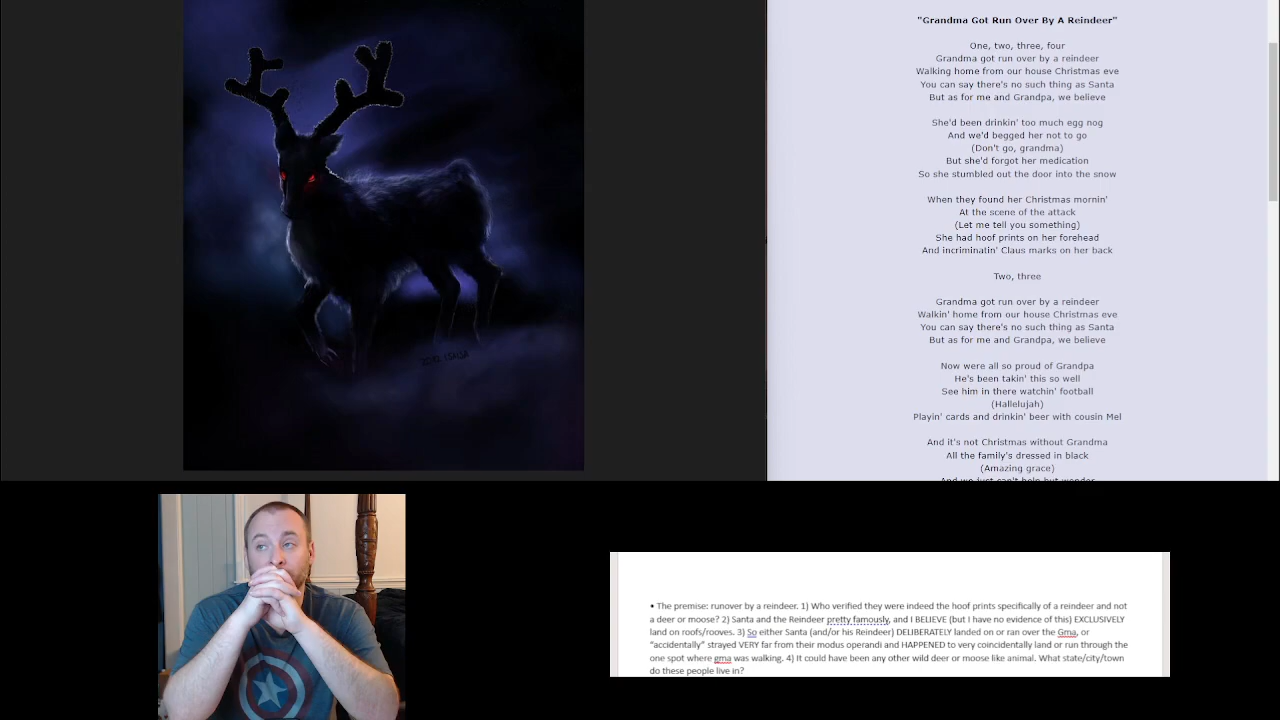 "Grandma Got Run Over By A Reindeer"
One, two, three, four
Grandma got run over by a reindeer
Walking home from our house Christmas eve
You can say there's no such thing as Santa
But as for me and Grandpa, we believe
She'd been drinkin' too much egg nog
And we'd begged her not to go
(Don't go, grandma)
But she'd forgot her medication
So she stumbled out the door into the snow
When they found her Christmas mornin'
At the scene of the attack
(Let me tell you something)
She had hoof prints on her forehead
And incriminatin' Claus marks on her back
Two, three
Grandma got run over by a reindeer
Walkin' home from our house Christmas eve
You can say there's no such thing as Santa
But as for me and Grandpa, we believe
Now were all so proud of Grandpa
He's been takin' this so well
See him in there watchin' football
(Hallelujah)
Playin' cards and drinkin' beer with cousin Mel
And it's not Christmas without Grandma
All the family's dressed in black
(Amazing grace)
And we just can't help but wonder
• The premise: runover by a reindeer. 1) Who verified they were indeed the hoof prints specifically of a reindeer and not
a deer or moose? 2) Santa and the Reindeer pretty famously, and I BELIEVE (but I have no evidence of this) EXCLUSIVELY
land on roofs/rooves. 3) So either Santa (and/or his Reindeer) DELIBERATELY landed on or ran over the Gma, or
"accidentally" strayed VERY far from their modus operandi and HAPPENED to very coincidentally land or run through the
one spot where gma was walking. 4) It could have been any other wild deer or moose like animal. What state/city/town
do these people live in?